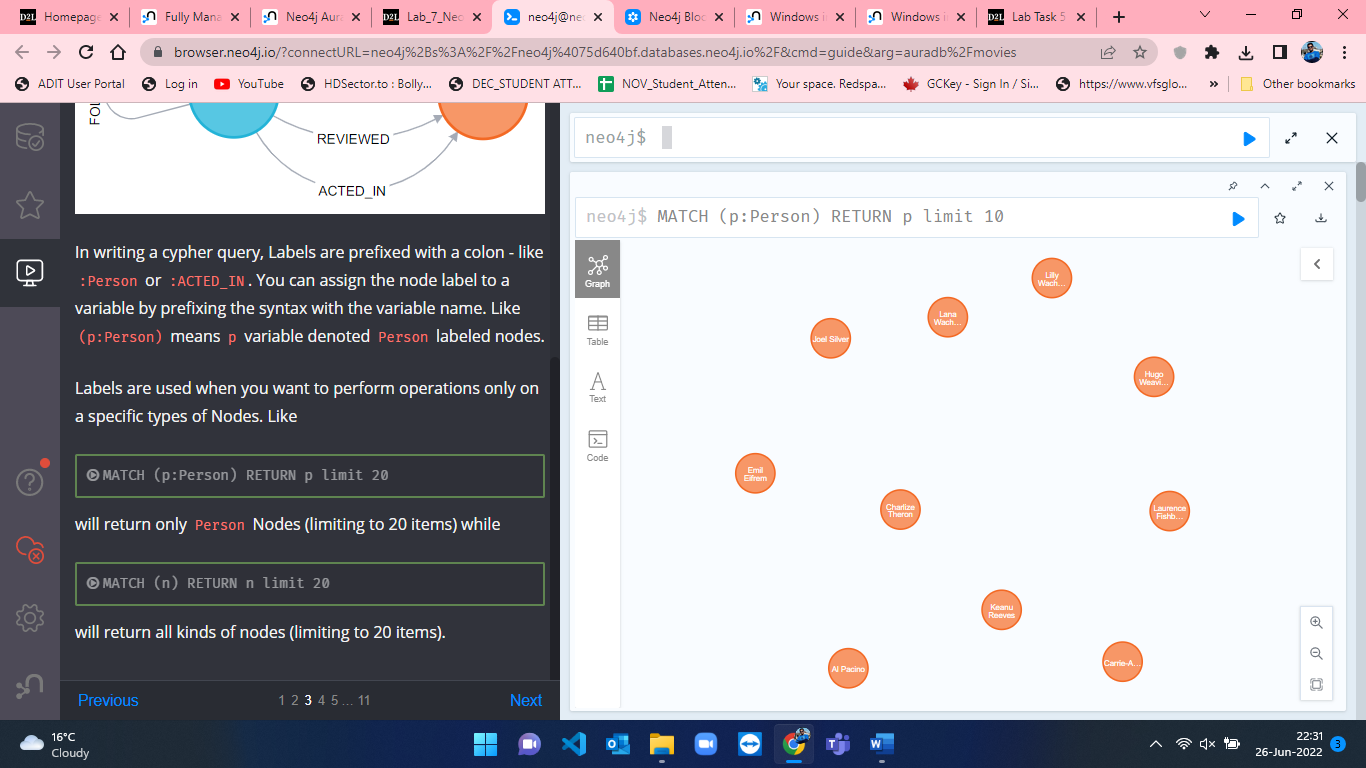 Homepage
Fully Mana
Neo4j Aura
Lab_7_Neo
neo4j@neo
Neo4j Bloo
Windows i
Windows i
Lab Task 5
browser.neo4j.io/?connectURL=neo4j%2Bs%3A%2F%2Fneo4j%4075d640bf.databases.neo4j.io%2F&cmd=guide&arg=auradb%2Fmovies
ADIT User Portal
Log in
YouTube
HDSector.to : Bolly...
DEC_STUDENT ATT...
NOV_Student_Atten...
Your space. Redspa...
GCKey - Sign In / Si...
https://www.vfsglo...
»
Other bookmarks
FOL
REVIEWED
ACTED_IN
In writing a cypher query, Labels are prefixed with a colon - like
:Person or :ACTED_IN. You can assign the node label to a
variable by prefixing the syntax with the variable name. Like
(p:Person) means p variable denoted Person labeled nodes.
Labels are used when you want to perform operations only on
a specific types of Nodes. Like
MATCH (p:Person) RETURN p limit 20
will return only Person Nodes (limiting to 20 items) while
MATCH (n) RETURN n limit 20
will return all kinds of nodes (limiting to 20 items).
Previous
1 2 3 4 5 ... 11
Next
neo4j$
neo4j$ MATCH (p:Person) RETURN p limit 10
Graph
Table
Text
Code
Lilly
Wach...
Lana
Wach...
Joel Silver
Hugo
Weavi...
Emil
Eifrem
Charlize
Theron
Laurence
Fishb...
Keanu
Reeves
Al Pacino
Carrie-A...
16°C
Cloudy
22:31
26-Jun-2022
3